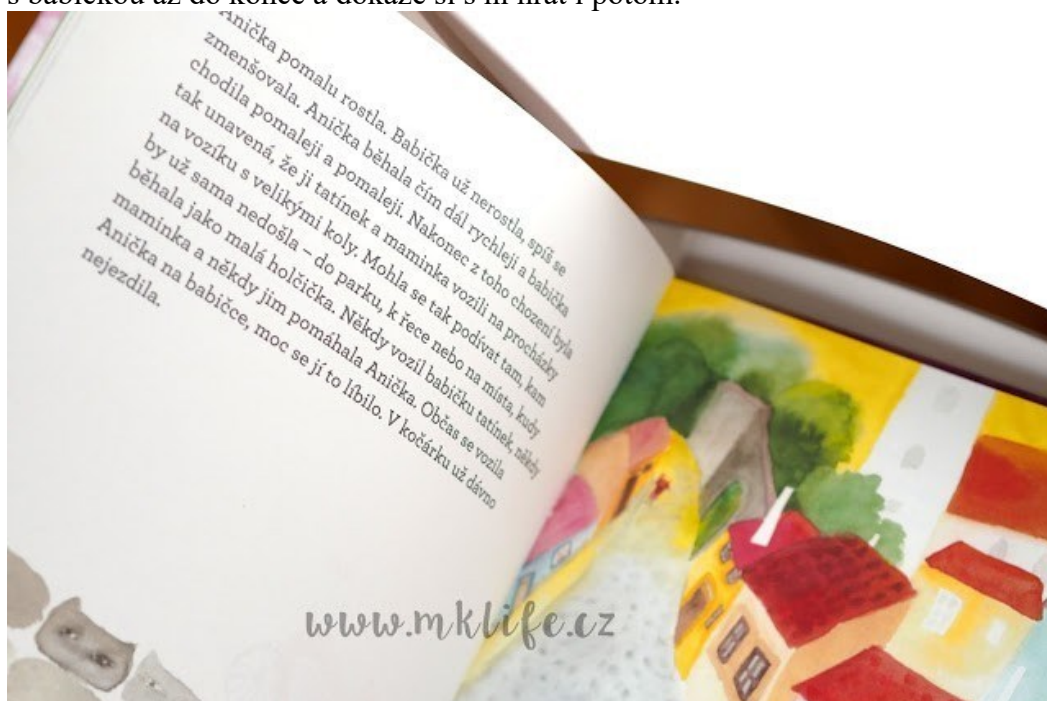 s babičkou až do konce a dokáže si s ní hrát i potom.
Anička pomalu rostla. Babička už nerostla, spíš se
zmenšovala. Anička běhala čím dál rychleji a babička
chodila pomaleji a pomaleji. Nakonec z toho chození byla
tak unavená, že ji tatínek a maminka vozili na procházky
na vozíku s velikými koly. Mohla se tak podívat tam, kam
by už sama nedošla – do parku, k řece nebo na místa, kudy
běhala jako malá holčička. Někdy vozil babičku tatínek, někdy
maminka a někdy jim pomáhala Anička. Občas se vozila
Anička na babičce, moc se jí to líbilo. V kočárku už dávno
nejezdila.
www.mklife.cz